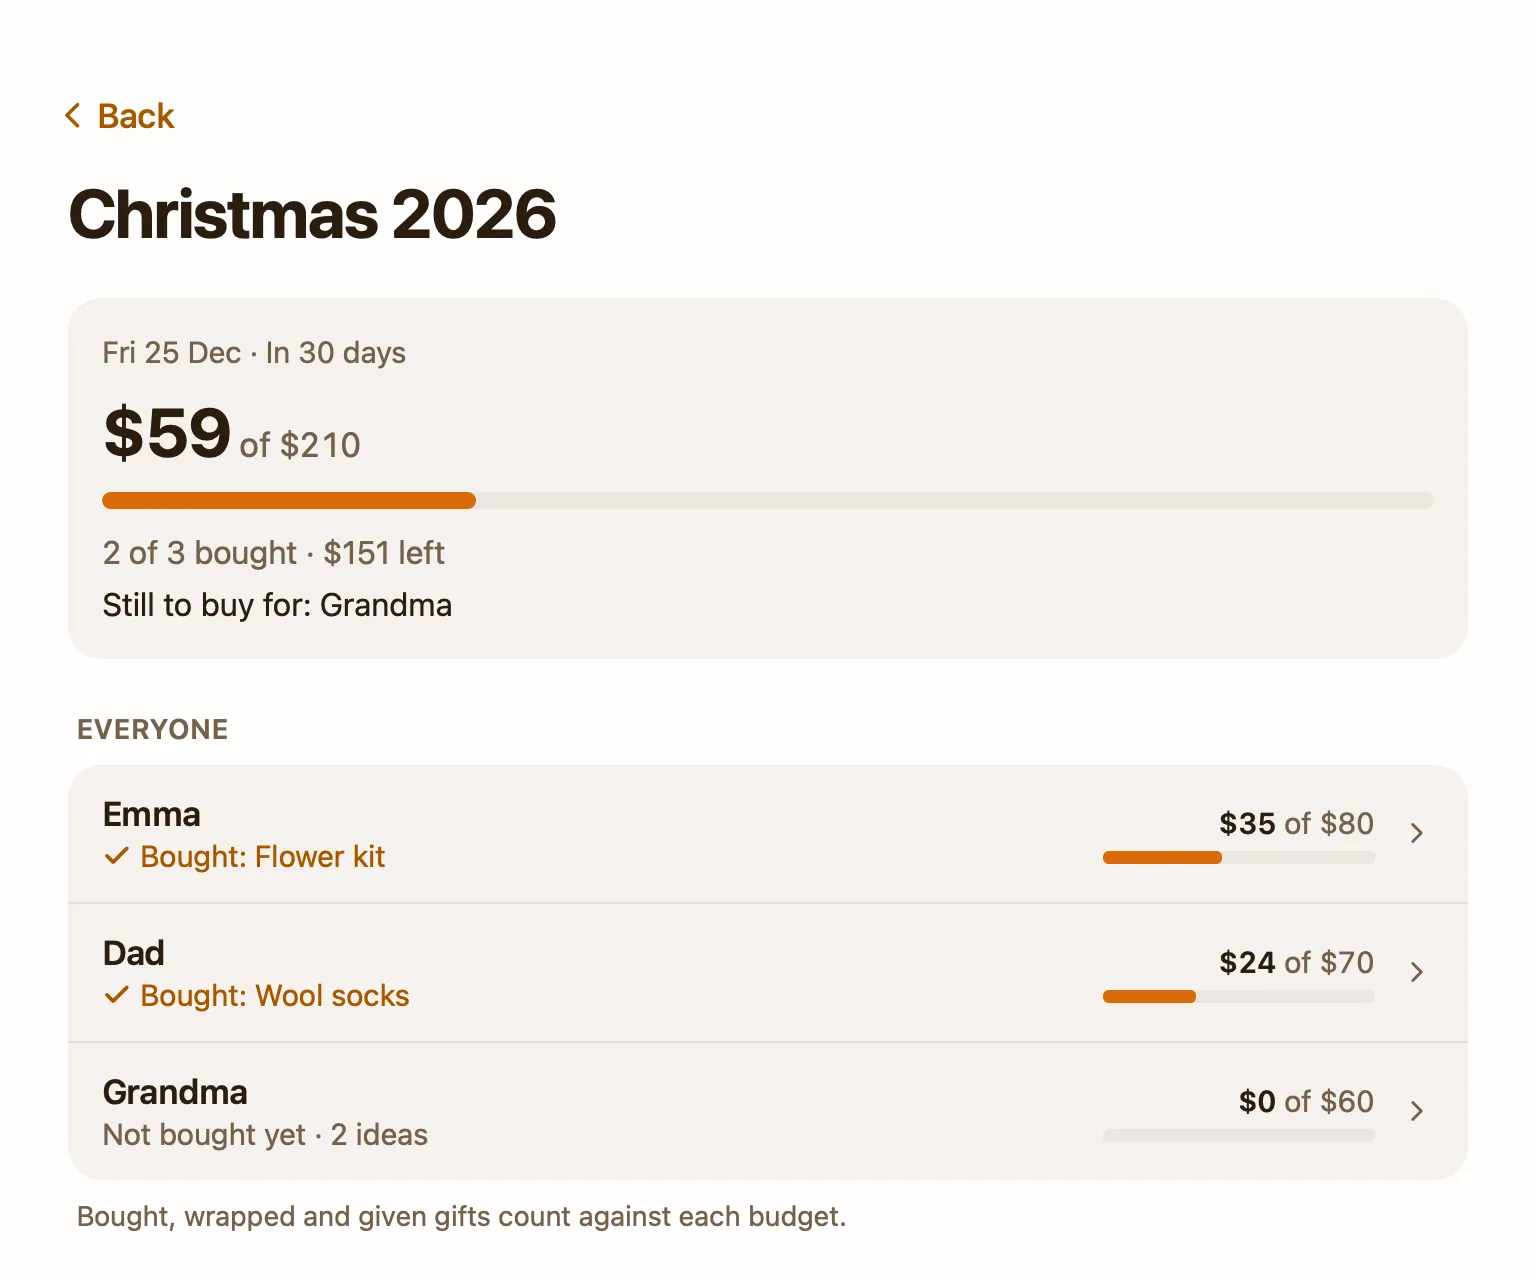 Back
Christmas 2026
Fri 25 Dec · In 30 days
$59 of $210
2 of 3 bought · $151 left
Still to buy for: Grandma
EVERYONE
Emma
$35 of $80
Bought: Flower kit
Dad
$24 of $70
Bought: Wool socks
Grandma
$0 of $60
Not bought yet · 2 ideas
Bought, wrapped and given gifts count against each budget.